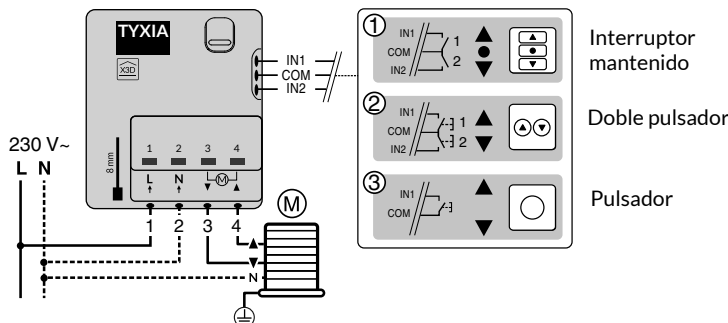 TYXIA
X3D
IN1
COM
IN2
1 2 3 4
8 mm
L N M
230 V~
L N
1 2 3 4
M
N
1
IN1
COM
IN2
1
2
Interruptor
mantenido
2
IN1
COM
IN2
1
2
Doble pulsador
3
IN1
COM
Pulsador